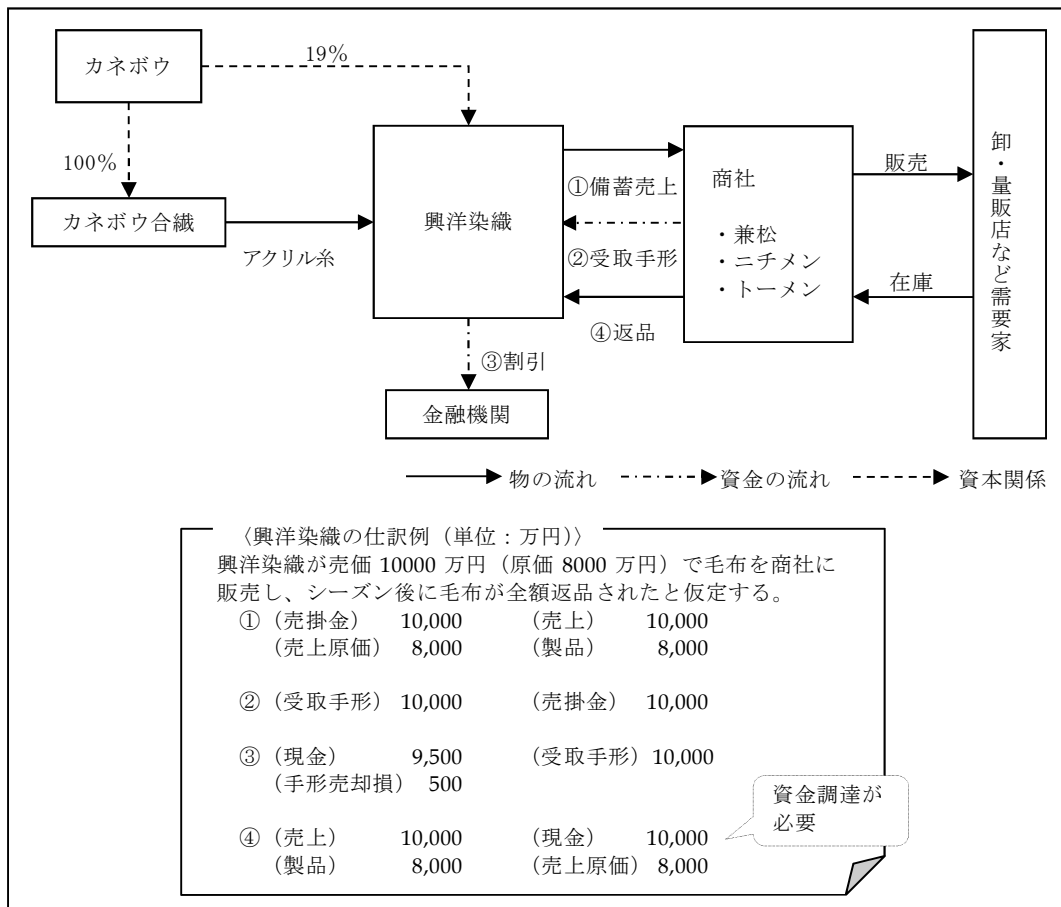 カネボウ
19%
100%
カネボウ合繊
アクリル糸
興洋染織
①備蓄売上
②受取手形
④返品
③割引
金融機関
商社
・兼松
・ニチメン
・トーメン
販売
在庫
卸・量販店など需要家
物の流れ 資金の流れ 資本関係
〈興洋染織の仕訳例（単位：万円）〉
興洋染織が売価 10000 万円（原価 8000 万円）で毛布を商社に
販売し、シーズン後に毛布が全額返品されたと仮定する。
①（売掛金） 10,000 （売上） 10,000
（売上原価） 8,000 （製品） 8,000
②（受取手形） 10,000 （売掛金） 10,000
③（現金） 9,500 （受取手形）10,000
（手形売却損） 500
④（売上） 10,000 （現金） 10,000
（製品） 8,000 （売上原価） 8,000
資金調達が
必要